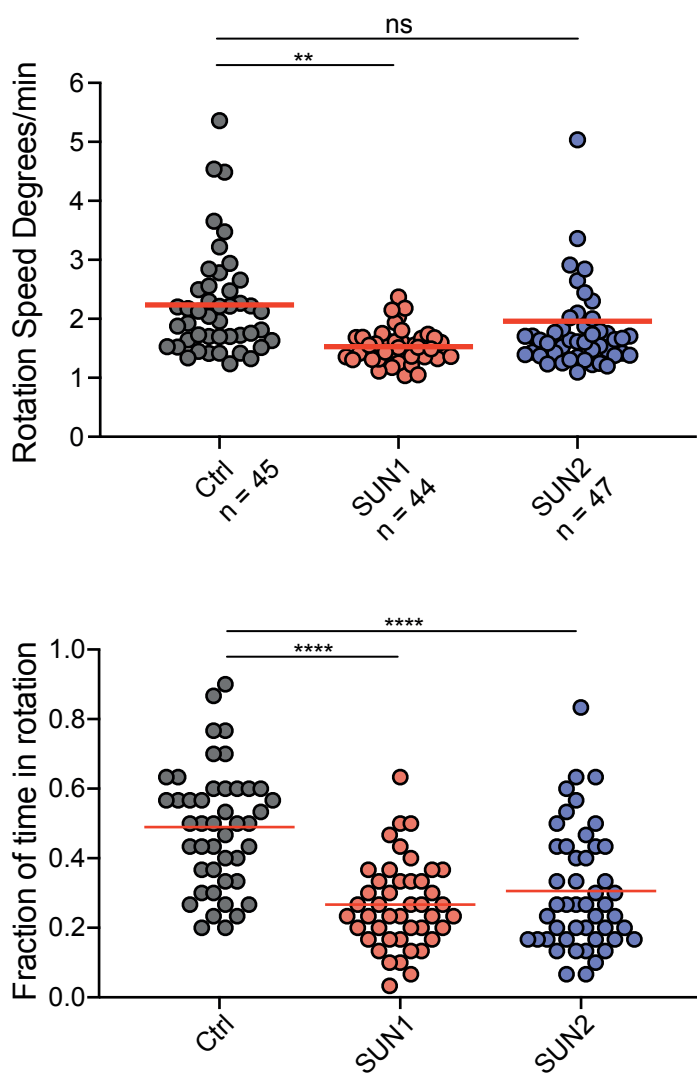 ns
**
Rotation Speed Degrees/min
6
5
4
3
2
1
0
Ctrl
n = 45
SUN1
n = 44
SUN2
n = 47
****
****
Fraction of time in rotation
1.0
0.8
0.6
0.4
0.2
0.0
Ctrl
SUN1
SUN2